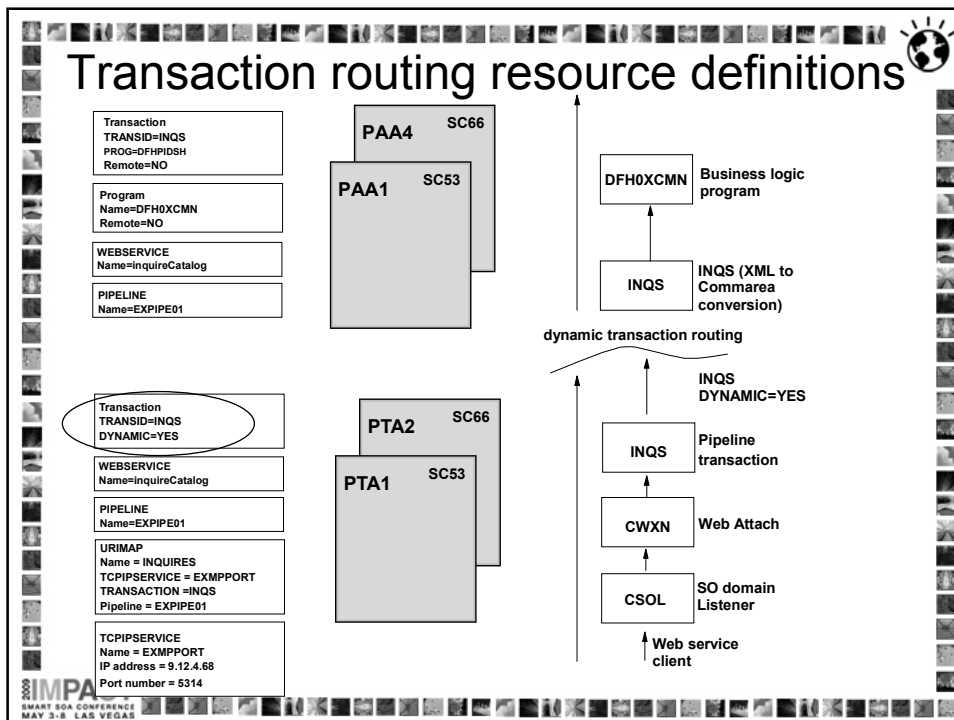 Transaction routing resource definitions
Transaction
TRANSID=INQS
PROG=DFHPIDSH
Remote=NO
Program
Name=DFH0XCMN
Remote=NO
WEBSERVICE
Name=inquireCatalog
PIPELINE
Name=EXPIPE01
PAA4
SC66
PAA1
SC53
DFH0XCMN
Business logic
program
INQS
INQS (XML to
Commarea
conversion)
dynamic transaction routing
INQS
DYNAMIC=YES
Transaction
TRANSID=INQS
DYNAMIC=YES
WEBSERVICE
Name=inquireCatalog
PIPELINE
Name=EXPIPE01
URIMAP
Name = INQUIRES
TCPIPSERVICE = EXMPPORT
TRANSACTION =INQS
Pipeline = EXPIPE01
TCPIPSERVICE
Name = EXMPPORT
IP address = 9.12.4.68
Port number = 5314
PTA2
SC66
PTA1
SC53
INQS
Pipeline
transaction
CWXN
Web Attach
CSOL
SO domain
Listener
Web service
client
SMART SOA CONFERENCE
MAY 3-8 LAS VEGAS